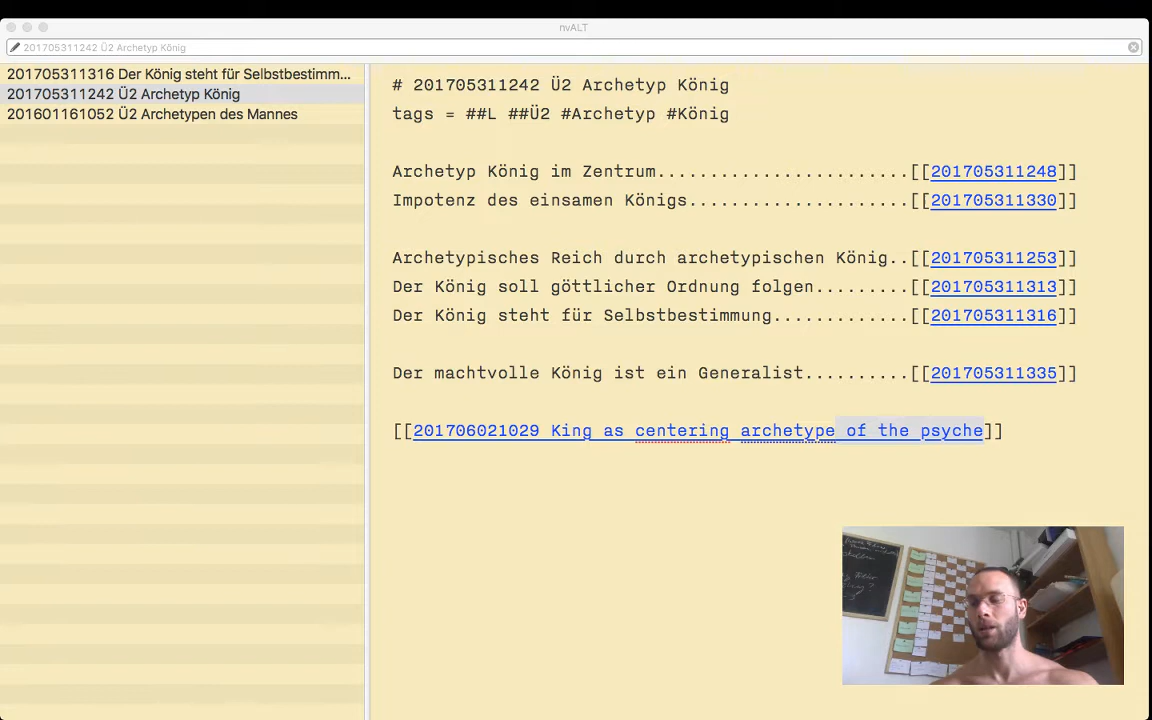 nvALT
201705311242 Ü2 Archetyp König
201705311316 Der König steht für Selbstbestimm...
201705311242 Ü2 Archetyp König
201601161052 Ü2 Archetypen des Mannes
# 201705311242 Ü2 Archetyp König
tags = ##L ##Ü2 #Archetyp #König
Archetyp König im Zentrum........................[[201705311248]]
Impotenz des einsamen Königs.....................[[201705311330]]
Archetypisches Reich durch archetypischen König..[[201705311253]]
Der König soll göttlicher Ordnung folgen.........[[201705311313]]
Der König steht für Selbstbestimmung.............[[201705311316]]
Der machtvolle König ist ein Generalist..........[[201705311335]]
[[201706021029 King as centering archetype of the psyche]]